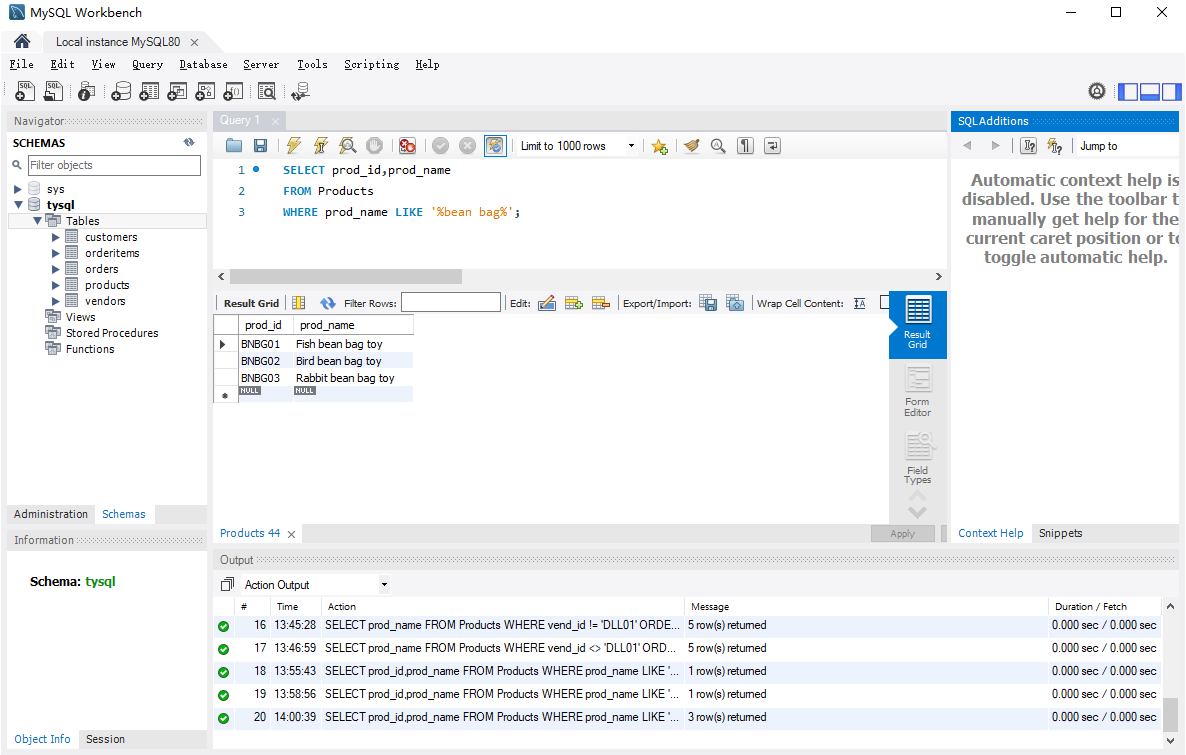 MySQL Workbench
Local instance MySQL80
File Edit View Query Database Server Tools Scripting Help
Navigator
SCHEMAS
Filter objects
sys
tysql
Tables
customers
orderitems
orders
products
vendors
Views
Stored Procedures
Functions
Administration Schemas
Information
Schema: tysql
Object Info Session
Query 1
Limit to 1000 rows
1 SELECT prod_id,prod_name
2 FROM Products
3 WHERE prod_name LIKE '%bean bag%';
Result Grid Filter Rows: Edit: Export/Import: Wrap Cell Content:
prod_id prod_name
BNBG01 Fish bean bag toy
BNBG02 Bird bean bag toy
BNBG03 Rabbit bean bag toy
NULL NULL
Result
Grid
Form
Editor
Field
Types
Products 44
Apply
SQLAdditions
Jump to
Automatic context help is
disabled. Use the toolbar t
manually get help for the
current caret position or to
toggle automatic help.
Context Help Snippets
Output
Action Output
# Time Action Message Duration / Fetch
16 13:45:28 SELECT prod_name FROM Products WHERE vend_id != 'DLL01' ORDE... 5 row(s) returned 0.000 sec / 0.000 sec
17 13:46:59 SELECT prod_name FROM Products WHERE vend_id <> 'DLL01' ORD... 5 row(s) returned 0.000 sec / 0.000 sec
18 13:55:43 SELECT prod_id,prod_name FROM Products WHERE prod_name LIKE '... 1 row(s) returned 0.000 sec / 0.000 sec
19 13:58:56 SELECT prod_id,prod_name FROM Products WHERE prod_name LIKE '... 1 row(s) returned 0.000 sec / 0.000 sec
20 14:00:39 SELECT prod_id,prod_name FROM Products WHERE prod_name LIKE '... 3 row(s) returned 0.000 sec / 0.000 sec